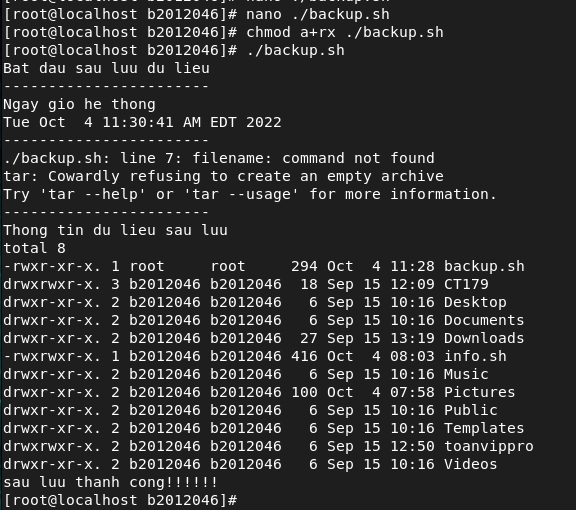 [root@localhost b2012046]# nano ./backup.sh
[root@localhost b2012046]# nano ./backup.sh
[root@localhost b2012046]# chmod a+rx ./backup.sh
[root@localhost b2012046]# ./backup.sh
Bat dau sau luu du lieu
-----------------------
Ngay gio he thong
Tue Oct  4 11:30:41 AM EDT 2022
-----------------------
./backup.sh: line 7: filename: command not found
tar: Cowardly refusing to create an empty archive
Try 'tar --help' or 'tar --usage' for more information.
-----------------------
Thong tin du lieu sau luu
total 8
-rwxr-xr-x. 1 root     root     294 Oct  4 11:28 backup.sh
drwxrwxr-x. 3 b2012046 b2012046  18 Sep 15 12:09 CT179
drwxr-xr-x. 2 b2012046 b2012046   6 Sep 15 10:16 Desktop
drwxr-xr-x. 2 b2012046 b2012046   6 Sep 15 10:16 Documents
drwxr-xr-x. 2 b2012046 b2012046  27 Sep 15 13:19 Downloads
-rwxrwxr-x. 1 b2012046 b2012046 416 Oct  4 08:03 info.sh
drwxr-xr-x. 2 b2012046 b2012046   6 Sep 15 10:16 Music
drwxr-xr-x. 2 b2012046 b2012046 100 Oct  4 07:58 Pictures
drwxr-xr-x. 2 b2012046 b2012046   6 Sep 15 10:16 Public
drwxr-xr-x. 2 b2012046 b2012046   6 Sep 15 10:16 Templates
drwxrwxr-x. 2 b2012046 b2012046   6 Sep 15 12:50 toanvippro
drwxr-xr-x. 2 b2012046 b2012046   6 Sep 15 10:16 Videos
sau luu thanh cong!!!!!!
[root@localhost b2012046]#